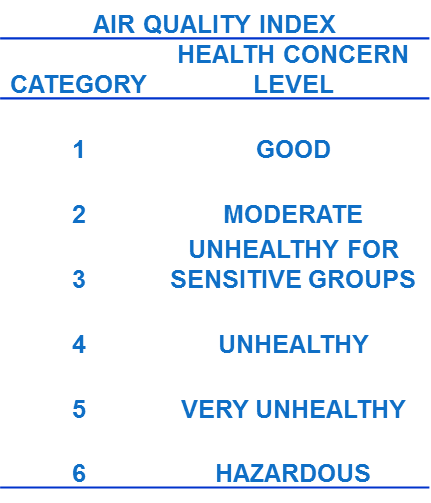 AIR QUALITY INDEX
HEALTH CONCERN
CATEGORY LEVEL
1 GOOD
2 MODERATE
UNHEALTHY FOR
3 SENSITIVE GROUPS
4 UNHEALTHY
5 VERY UNHEALTHY
6 HAZARDOUS